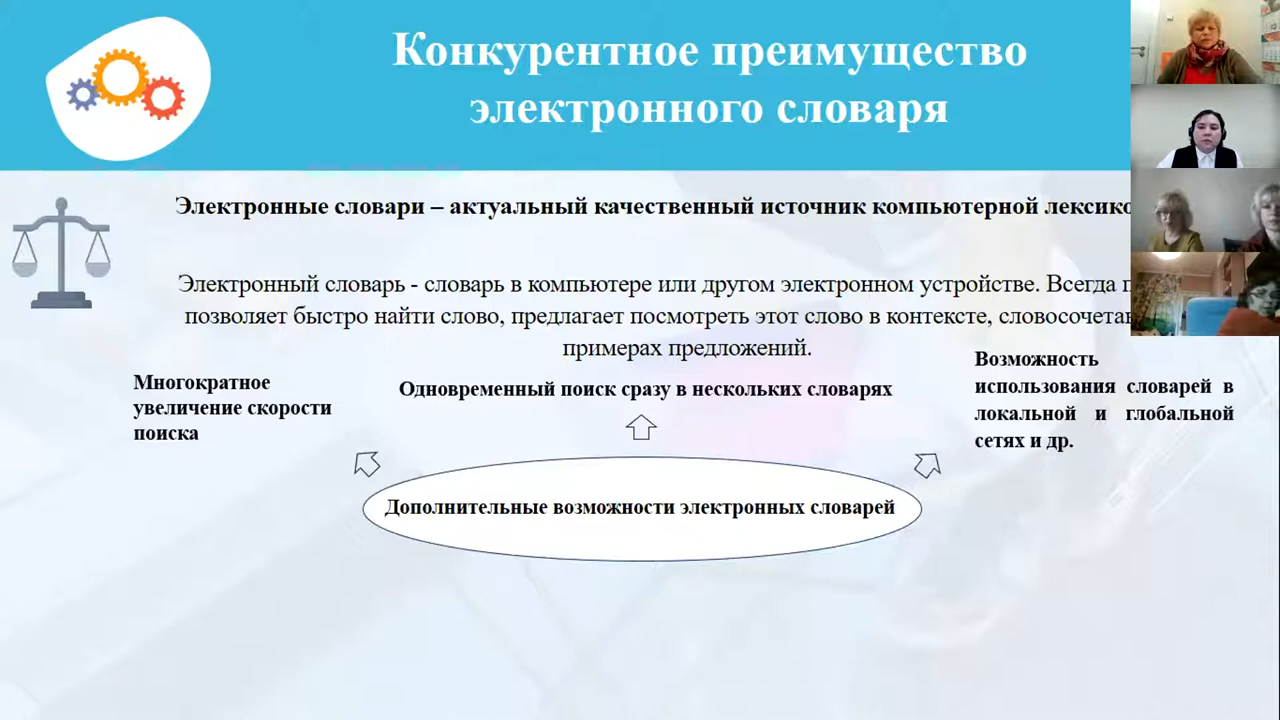 Конкурентное преимущество
электронного словаря
Электронные словари – актуальный качественный источник компьютерной
Электронный словарь - словарь в компьютере или другом электронном устройстве. Всегда
позволяет быстро найти слово, предлагает посмотреть этот слово в контексте,
примерах предложений.
Многократное
увеличение скорости
поиска
Одновременный поиск сразу в нескольких словарях
Возможность
использования словарей в
локальной и глобальной
сетях и др.
Дополнительные возможности электронных словарей